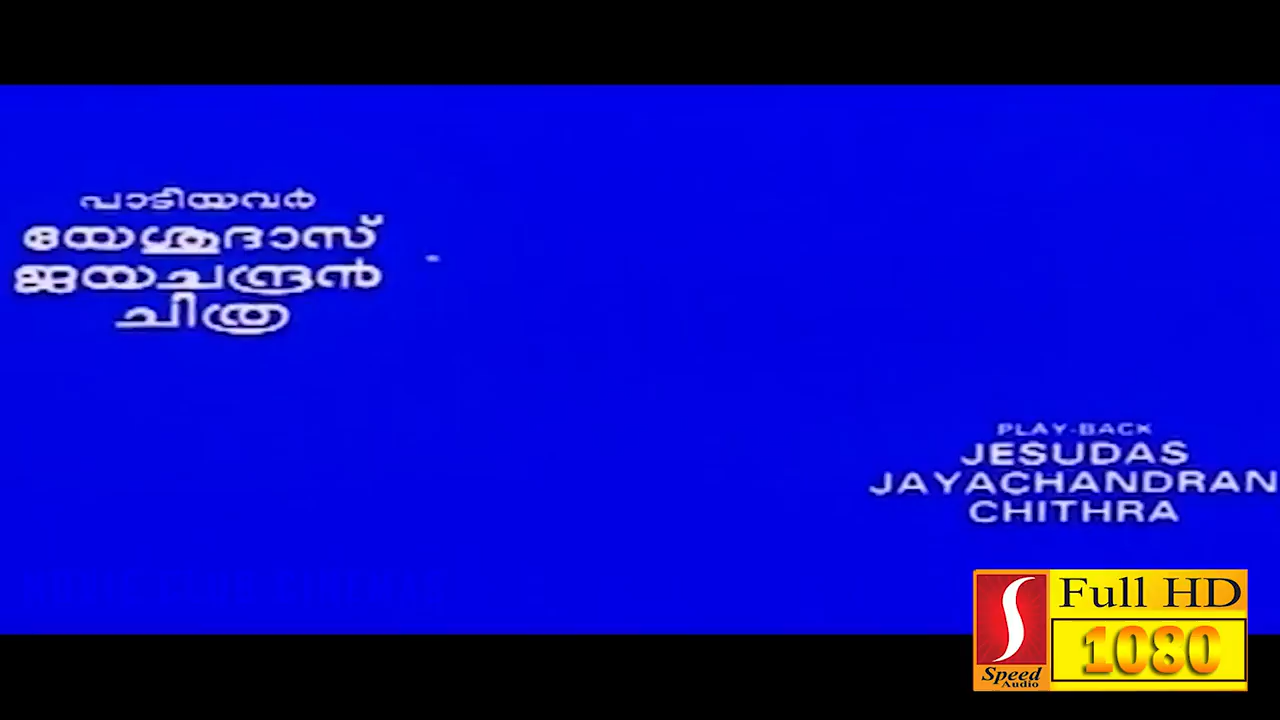 പാടിയവർ
യേശുദാസ്
ജയചന്ദ്രൻ
ചിത്ര
PLAY-BACK
JESUDAS
JAYACHANDRAN
CHITHRA
Full HD
1080
Speed
Audio